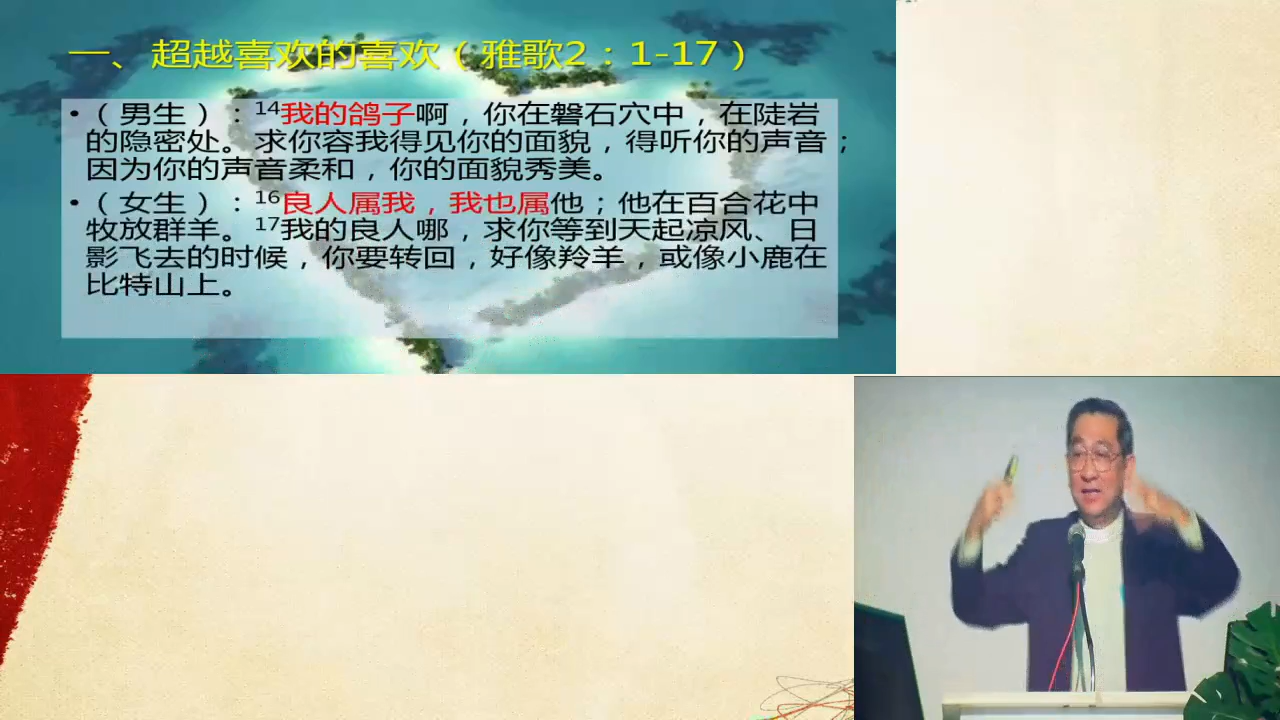 一、超越喜欢的喜欢（雅歌2：1-17）
•（男生）：14我的鸽子啊，你在磐石穴中，在陡岩
的隐密处。求你容我得见你的面貌，得听你的声音；
因为你的声音柔和，你的面貌秀美。
•（女生）：16良人属我，我也属他；他在百合花中
牧放群羊。17我的良人哪，求你等到天起凉风、日
影飞去的时候，你要转回，好像羚羊，或像小鹿在
比特山上。